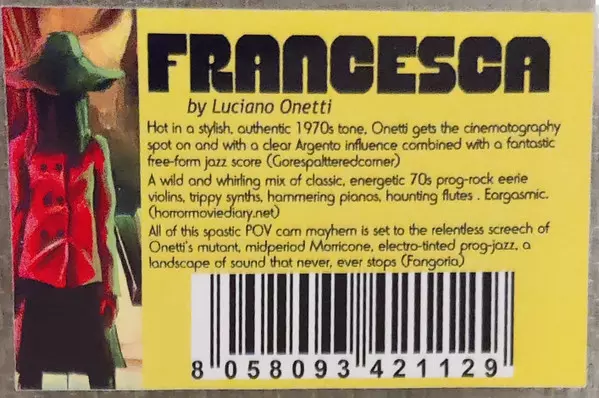 FRANCESCA
by Luciano Onetti
Hot in a stylish, authentic 1970s tone, Onetti gets the cinematography
spot on and with a clear Argento influence combined with a fantastic
free-form jazz score (Gorespaltteredcorner)
A wild and whirling mix of classic, energetic 70s prog-rock eerie
violins, trippy synths, hammering pianos, haunting flutes . Eargasmic.
(horrormoviediary.net)
All of this spastic POV cam mayhem is set to the relentless screech of
Onetti's mutant, midperiod Morricone, electro-tinted prog-jazz, a
landscape of sound that never, ever stops (Fangoria)
8 058093 421129